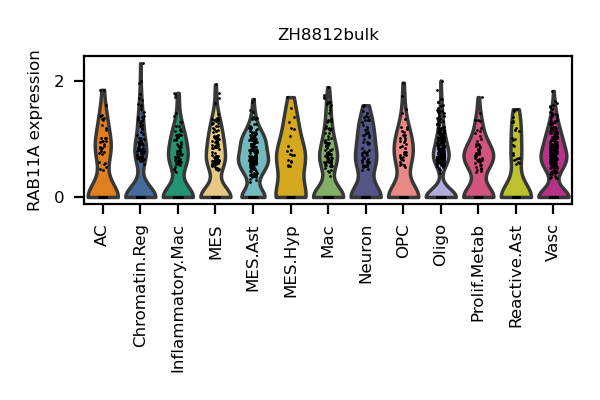 ZH8812bulk
RAB11A expression
2
0
AC
Chromatin.Reg
Inflammatory.Mac
MES
MES.Ast
MES.Hyp
Mac
Neuron
OPC
Oligo
Prolif.Metab
Reactive.Ast
Vasc